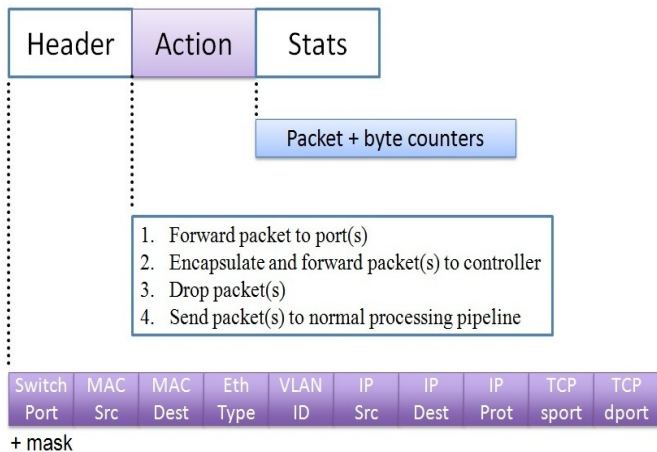 Header Action Stats
Packet + byte counters
1. Forward packet to port(s)
2. Encapsulate and forward packet(s) to controller
3. Drop packet(s)
4. Send packet(s) to normal processing pipeline
Switch MAC MAC Eth VLAN IP IP IP TCP TCP
Port Src Dest Type ID Src Dest Prot sport dport
+ mask